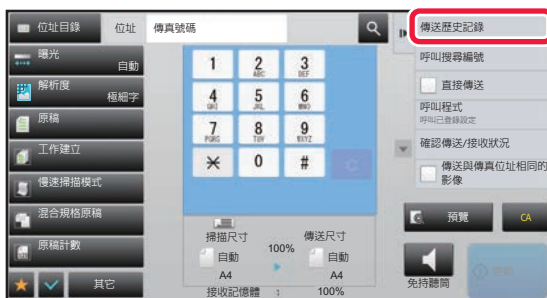 位址目錄
位址
傳真號碼
曝光
自動
解析度
極細字
原稿
工作建立
慢速掃描模式
混合規格原稿
原稿計數
其它
1
2
ABC
3
DEF
4
GHI
5
JKL
6
MNO
7
PQRS
8
TUV
9
WXYZ
0
#
C
掃描尺寸
自動
A4
100%
傳送尺寸
自動
A4
接收記憶體 : 100%
傳送歷史記錄
呼叫搜尋編號
直接傳送
呼叫程式
呼叫已登錄設定
確認傳送/接收狀況
傳送與傳真位址相同的
影像
預覽
CA
免持聽筒
啟動